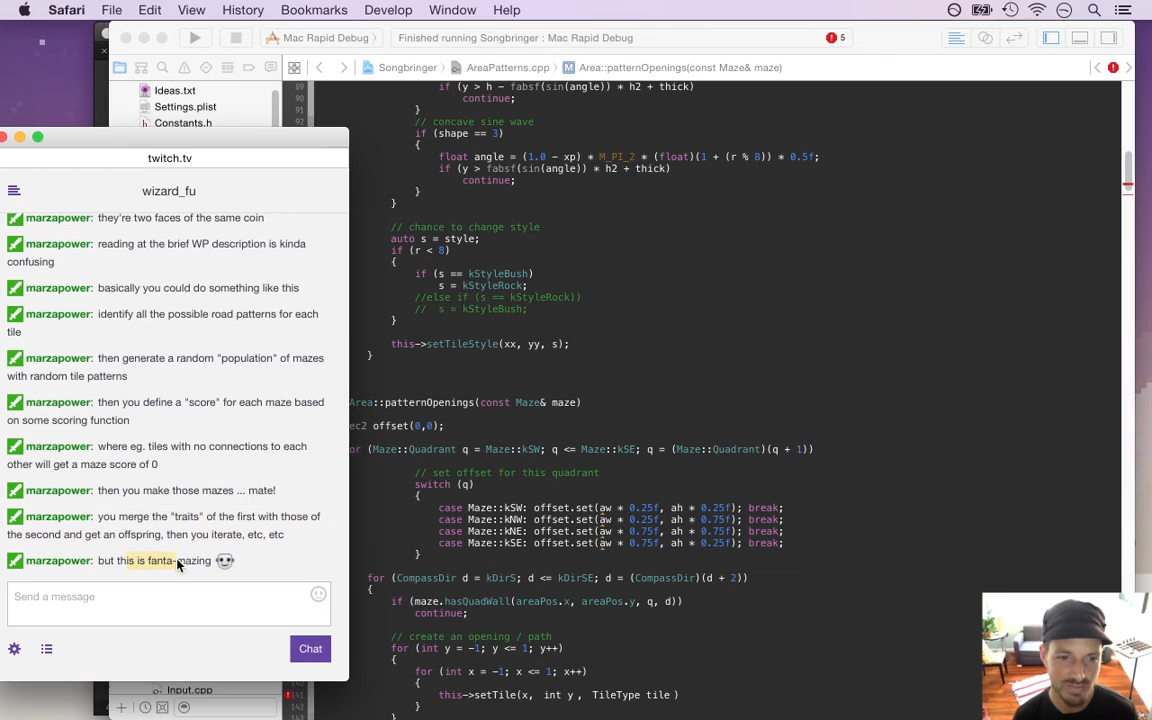 Safari File Edit View History Bookmarks Develop Window Help
Mac Rapid Debug
Finished running Songbringer : Mac Rapid Debug
5
Songbringer
AreaPatterns.cpp
Area::patternOpenings(const Maze& maze)
Ideas.txt
Settings.plist
Constants.h
twitch.tv
wizard_fu
marzapower: they're two faces of the same coin
marzapower: reading at the brief WP description is kinda
confusing
marzapower: basically you could do something like this
marzapower: identify all the possible road patterns for each
tile
marzapower: then generate a random "population" of mazes
with random tile patterns
marzapower: then you define a "score" for each maze based
on some scoring function
marzapower: where eg. tiles with no connections to each
other will get a maze score of 0
marzapower: then you make those mazes ... mate!
marzapower: you merge the "traits" of the first with those of
the second and get an offspring, then you iterate, etc, etc
marzapower: but this is fanta-mazing
Send a message
Chat
Input.cpp
89
90
91
92
if (y > h - fabsf(sin(angle)) * h2 + thick)
continue;
}
// concave sine wave
if (shape == 3)
{
float angle = (1.0 - xp) * M_PI_2 * (float)(1 + (r % 8)) * 0.5f;
if (y > fabsf(sin(angle)) * h2 + thick)
continue;
}
}
// chance to change style
auto s = style;
if (r < 8)
{
if (s == kStyleBush)
s = kStyleRock;
//else if (s == kStyleRock))
// s = kStyleBush;
}
this->setTileStyle(xx, yy, s);
}
Area::patternOpenings(const Maze& maze)
ec2 offset(0,0);
or (Maze::Quadrant q = Maze::kSW; q <= Maze::kSE; q = (Maze::Quadrant)(q + 1))
// set offset for this quadrant
switch (q)
{
case Maze::kSW: offset.set(aw * 0.25f, ah * 0.25f); break;
case Maze::kNW: offset.set(aw * 0.25f, ah * 0.75f); break;
case Maze::kNE: offset.set(aw * 0.75f, ah * 0.75f); break;
case Maze::kSE: offset.set(aw * 0.75f, ah * 0.25f); break;
}
for (CompassDir d = kDirS; d <= kDirSE; d = (CompassDir)(d + 2))
{
if (maze.hasQuadWall(areaPos.x, areaPos.y, q, d))
continue;
// create an opening / path
for (int y = -1; y <= 1; y++)
{
for (int x = -1; x <= 1; x++)
141
this->setTile(x, int y, TileType tile)
}